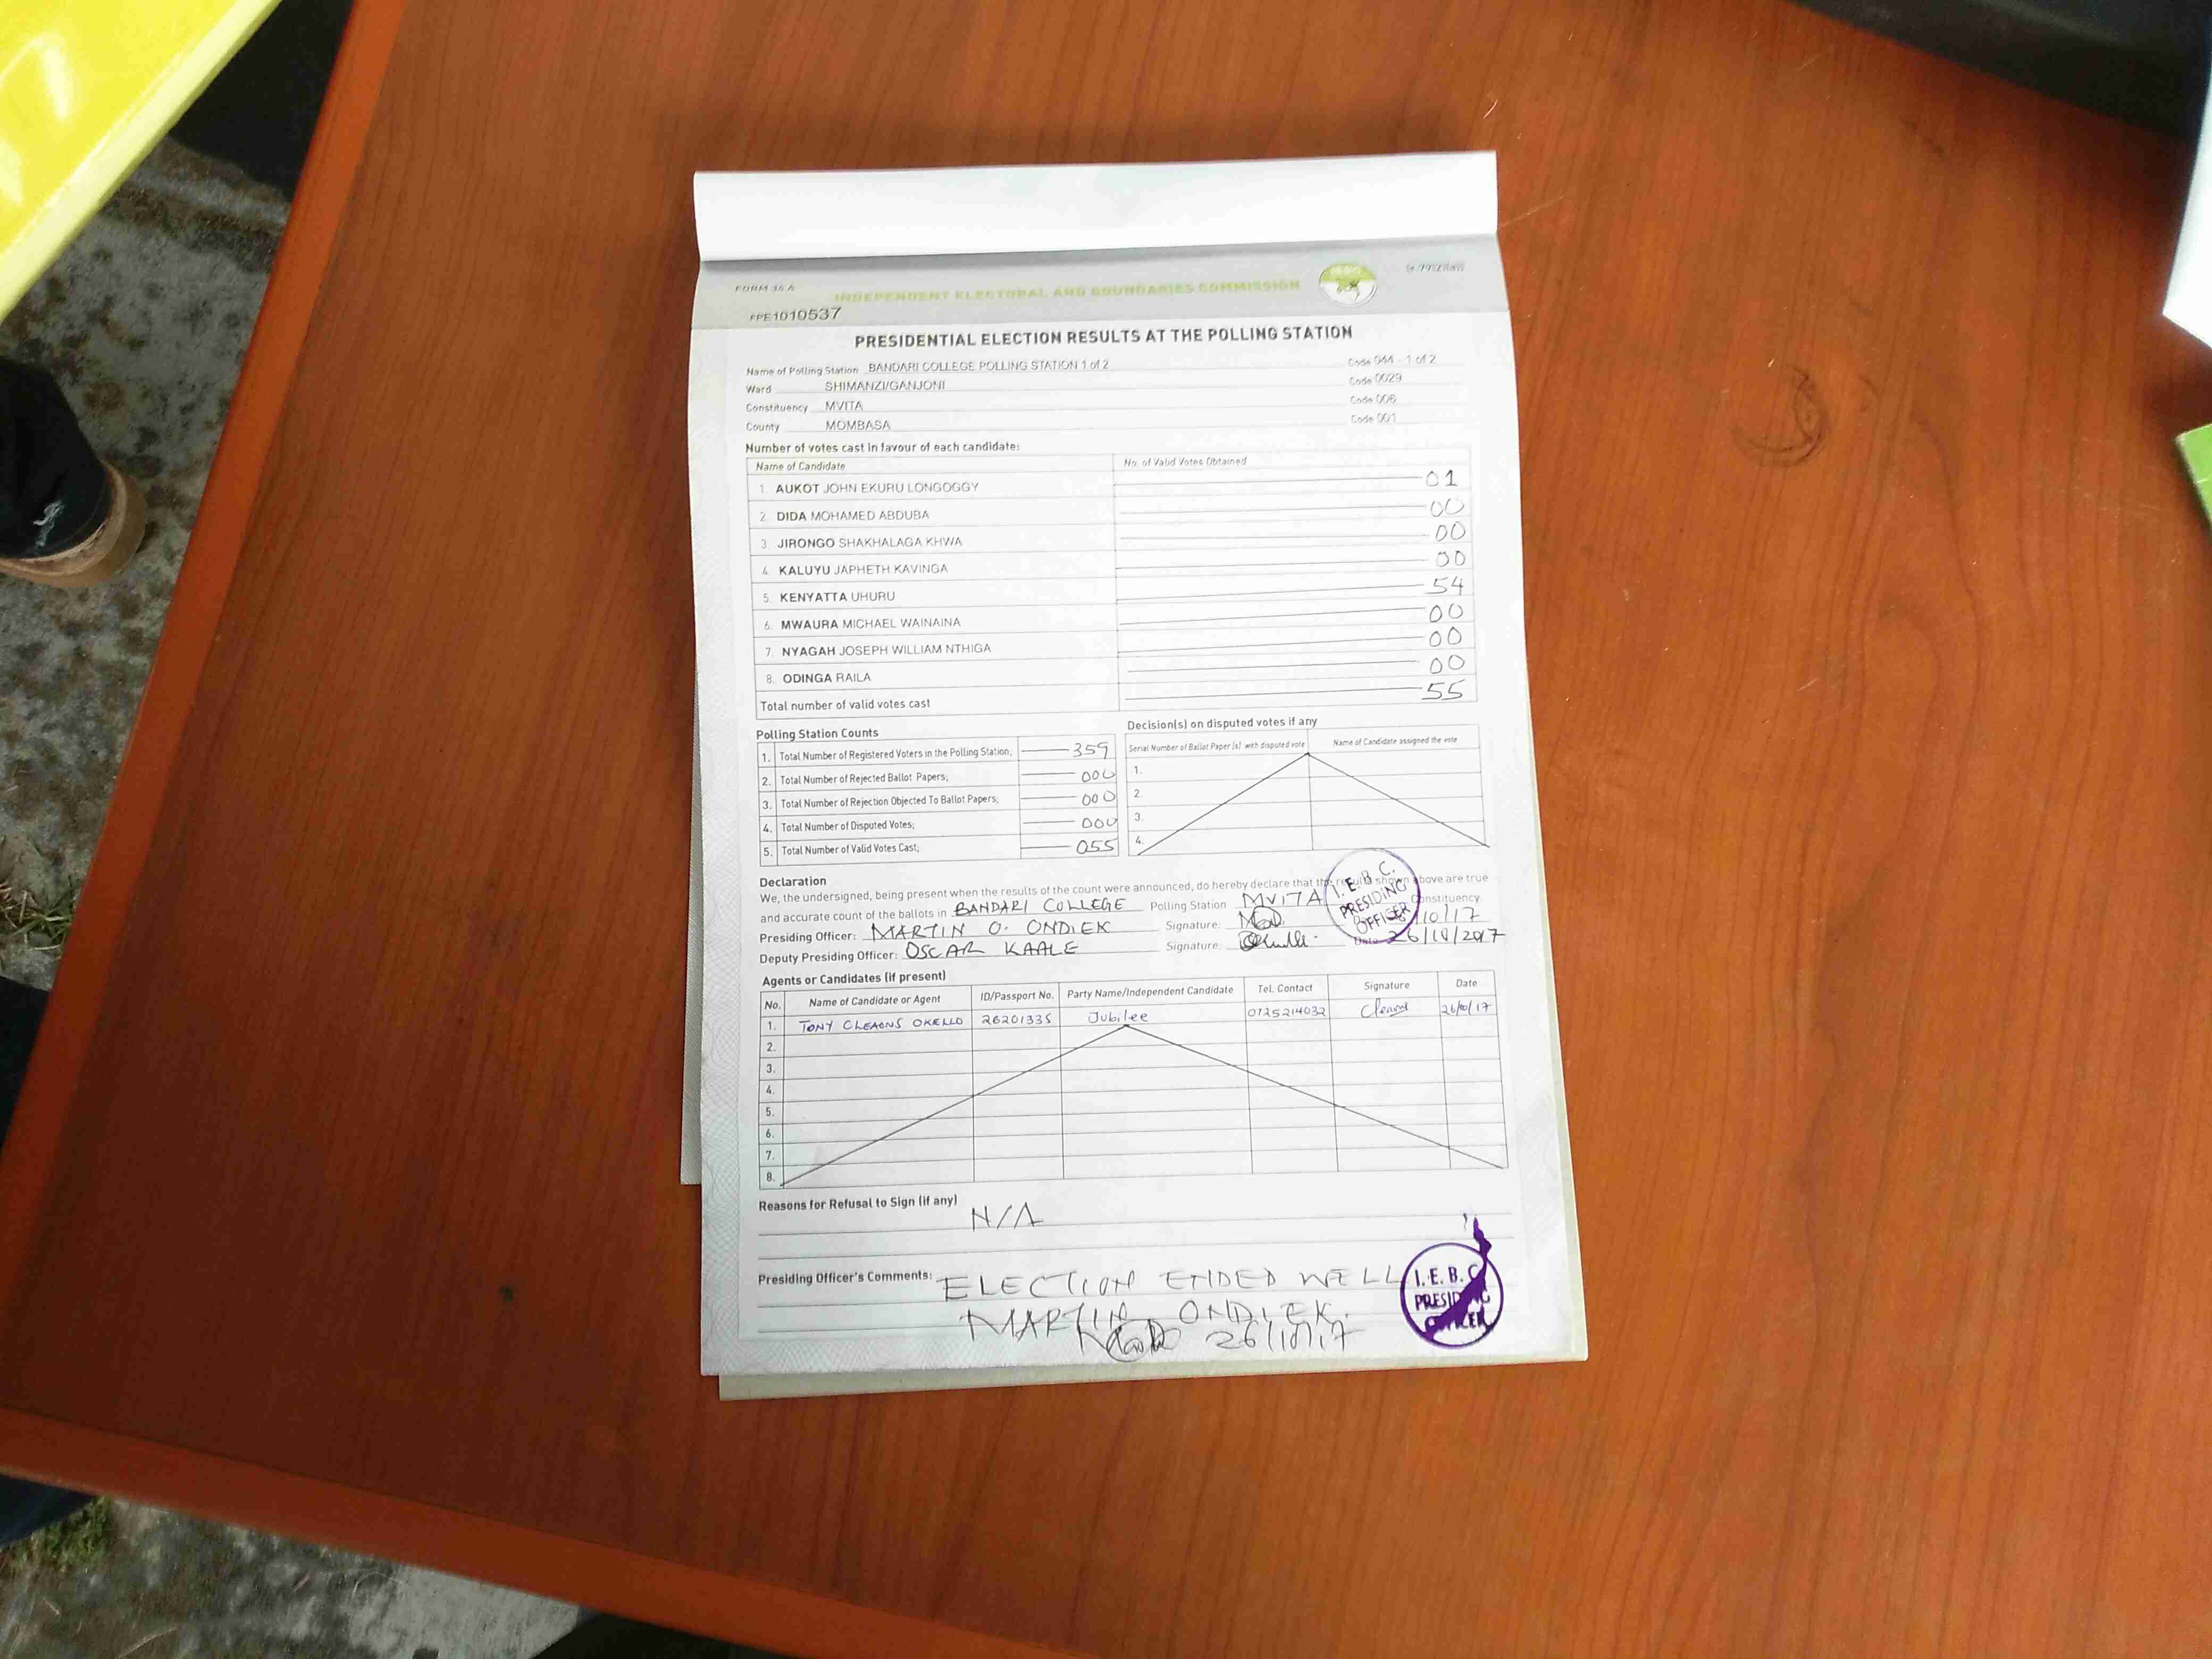 FORM 34 A
INDEPENDENT ELECTORAL AND BOUNDARIES COMMISSION
PPE1010537
PRESIDENTIAL ELECTION RESULTS AT THE POLLING STATION
Name of Polling Station BANDARI COLLEGE POLLING STATION 1 of 2 Code 044 - 1 of 2
Ward SHIMANZI/GANJONI Code 0029
Constituency MVITA Code 006
County MOMBASA Code 001
Number of votes cast in favour of each candidate:
Name of Candidate No. of Valid Votes Obtained
1. AUKOT JOHN EKURU LONGOGGY 01
2. DIDA MOHAMED ABDUBA 00
3. JIRONGO SHAKHALAGA KHWA 00
4. KALUYU JAPHETH KAVINGA 00
5. KENYATTA UHURU 54
6. MWAURA MICHAEL WAINAINA 00
7. NYAGAH JOSEPH WILLIAM NTHIGA 00
8. ODINGA RAILA 00
Total number of valid votes cast 55
Polling Station Counts
1. Total Number of Registered Voters in the Polling Station; 359
2. Total Number of Rejected Ballot Papers; 000
3. Total Number of Rejection Objected To Ballot Papers; 000
4. Total Number of Disputed Votes; 000
5. Total Number of Valid Votes Cast; 055
Decision(s) on disputed votes if any
Serial Number of Ballot Paper (s) with disputed vote Name of Candidate assigned the vote
1.
2.
3.
4.
Declaration
We, the undersigned, being present when the results of the count were announced, do hereby declare that the results shown above are true
and accurate count of the ballots in BANDARI COLLEGE Polling Station MVITA Constituency.
Presiding Officer: MARTIN O. ONDIEK Signature: 10/17
Deputy Presiding Officer: OSCAR KAALE Signature: Date 26/10/2017
I. E. B. C.
PRESIDING
OFFICER
Agents or Candidates (if present)
No. Name of Candidate or Agent ID/Passport No. Party Name/Independent Candidate Tel. Contact Signature Date
1. TONY CLEAONS OKELLO 26201335 Jubilee 0725214032 26/10/17
2.
3.
4.
5.
6.
7.
8.
Reasons for Refusal to Sign (if any)
N/A
Presiding Officer's Comments: ELECTION ENDED WELL
MARTIN ONDIEK.
26/10/17
I. E. B. C
PRESIDING
OFFICER